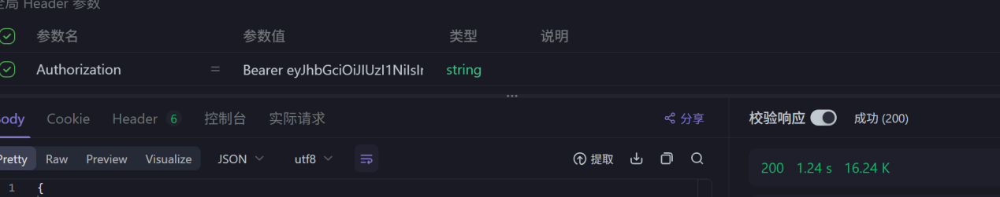 全局 Header 参数
参数名 参数值 类型 说明
Authorization = Bearer eyJhbGciOiJIUzI1NiIsIr string
Body Cookie Header 6 控制台 实际请求 分享 校验响应 成功 (200)
Pretty Raw Preview Visualize JSON utf8 提取
200 1.24 s 16.24 K
1 {